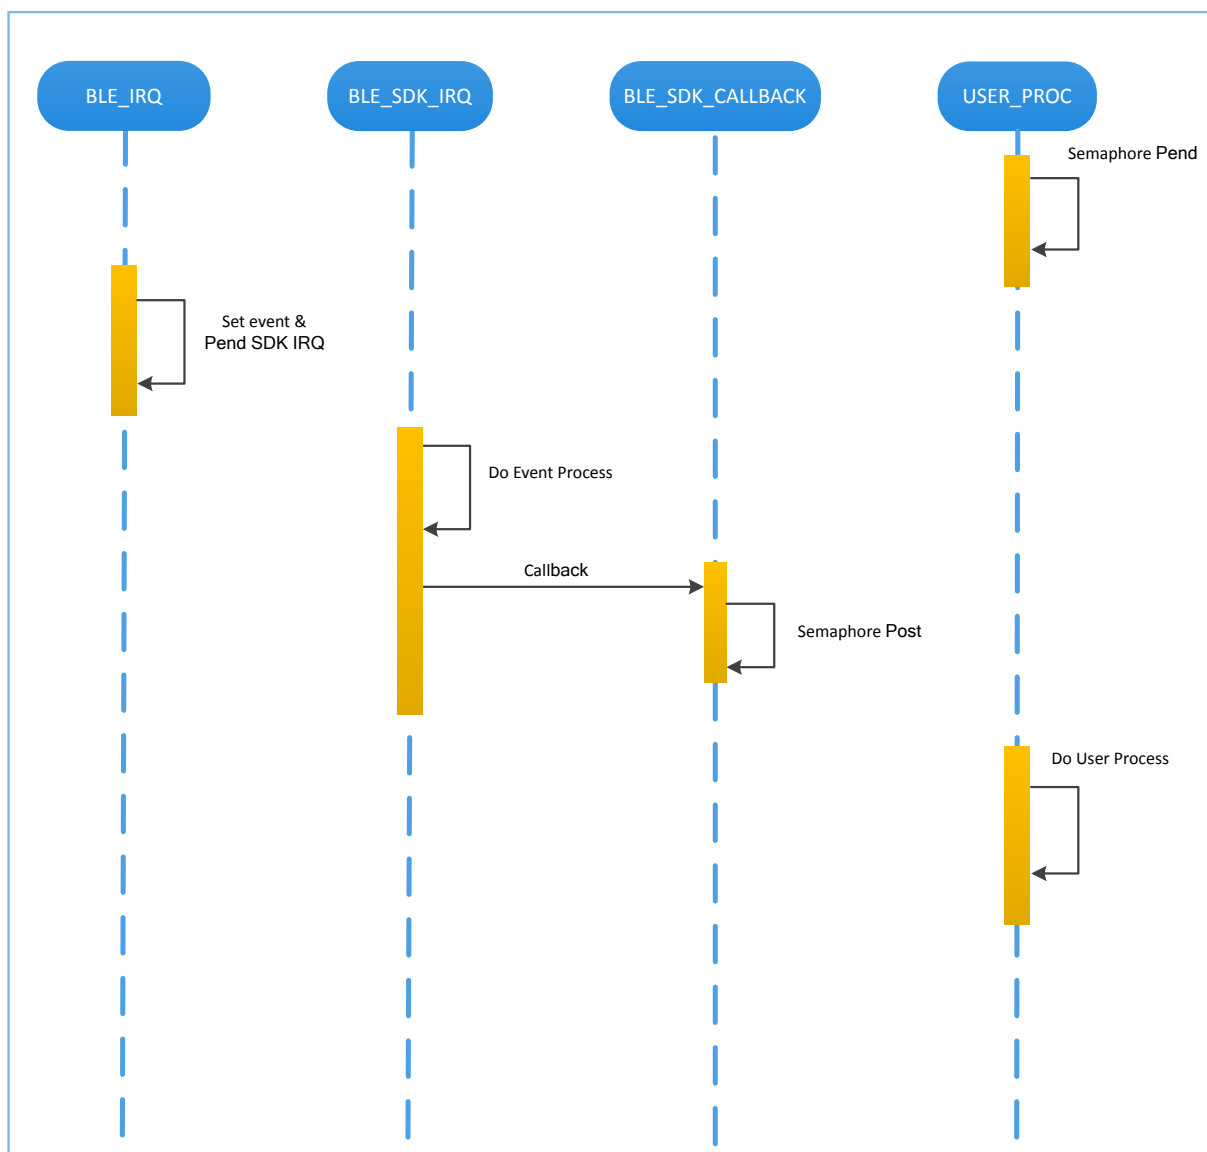 BLE_IRQ
BLE_SDK_IRQ
BLE_SDK_CALLBACK
USER_PROC
Semaphore Pend
Set event &
Pend SDK IRQ
Do Event Process
Callback
Semaphore Post
Do User Process